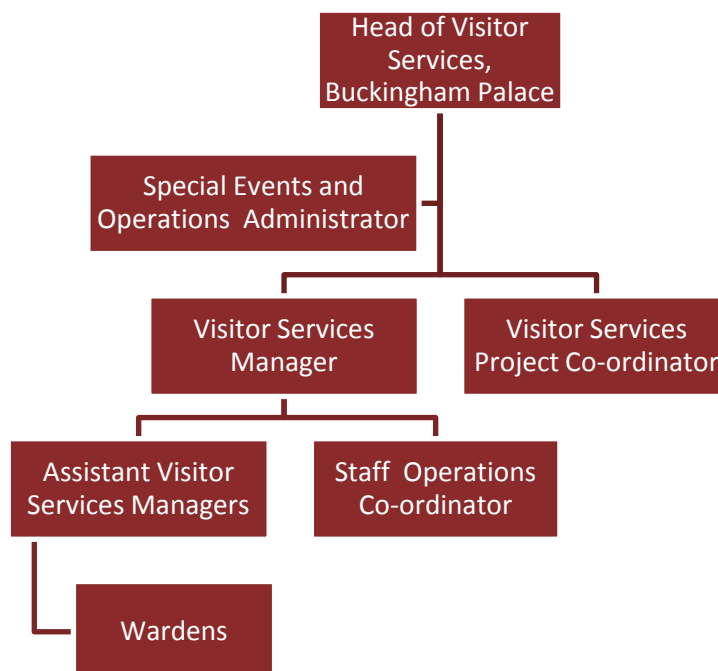 Head of Visitor
Services,
Buckingham Palace
Special Events and
Operations Administrator
Visitor Services
Manager
Visitor Services
Project Co-ordinator
Assistant Visitor
Services Managers
Staff Operations
Co-ordinator
Wardens